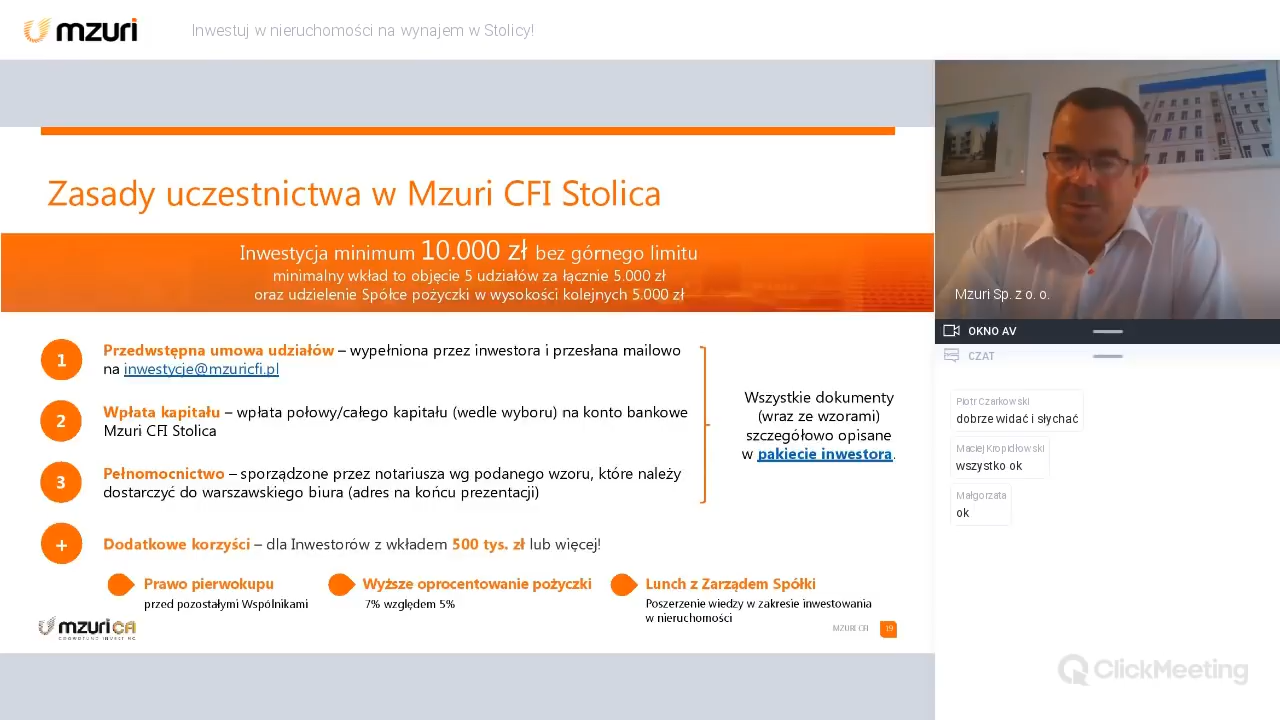 mzuri
Inwestuj w nieruchomości na wynajem w Stolicy!
Zasady uczestnictwa w Mzuri CFI Stolica
Inwestycja minimum 10.000 zł bez górnego limitu
minimalny wkład to objęcie 5 udziałów za łącznie 5.000 zł
oraz udzielenie Spółce pożyczki w wysokości kolejnych 5.000 zł
1
Przedwstępna umowa udziałów – wypełniona przez inwestora i przesłana mailowo
na inwestycje@mzuricfi.pl
2
Wpłata kapitału – wpłata połowy/całego kapitału (wedle wyboru) na konto bankowe
Mzuri CFI Stolica
3
Pełnomocnictwo – sporządzone przez notariusza wg podanego wzoru, które należy
dostarczyć do warszawskiego biura (adres na końcu prezentacji)
Wszystkie dokumenty
(wraz ze wzorami)
szczegółowo opisane
w pakiecie inwestora.
+
Dodatkowe korzyści – dla Inwestorów z wkładem 500 tys. zł lub więcej!
Prawo pierwokupu
przed pozostałymi Wspólnikami
Wyższe oprocentowanie pożyczki
7% względem 5%
Lunch z Zarządem Spółki
Poszerzenie wiedzy w zakresie inwestowania
w nieruchomości
mzuri CFI
CROWDFUND INVESTING
MZURI CFI
19
Mzuri Sp. z o. o.
OKNO AV
CZAT
Piotr Czarkowski
dobrze widać i słychać
Maciej Kropidłowski
wszystko ok
Małgorzata
ok
ClickMeeting